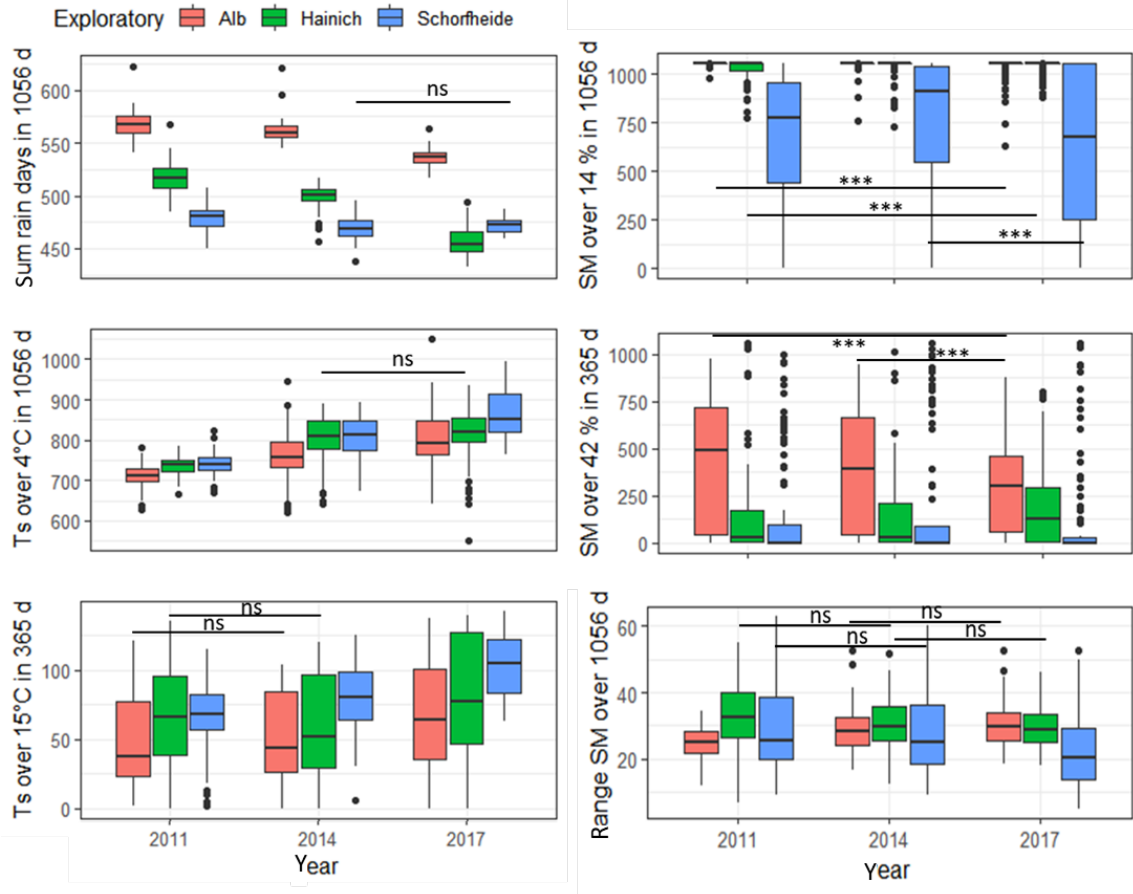 Exploratory Alb Hainich Schorfheide
Sum rain days in 1056 d
600
550
500
450
ns
SM over 14 % in 1056 d
1000
750
500
250
0
***
***
***
Ts over 4°C in 1056 d
1000
900
800
700
600
ns
SM over 42 % in 365 d
1000
750
500
250
0
***
***
Ts over 15°C in 365 d
100
50
0
ns
ns
2011 2014 2017
Year
Range SM over 1056 d
60
40
20
ns
ns
ns
ns
2011 2014 2017
Year